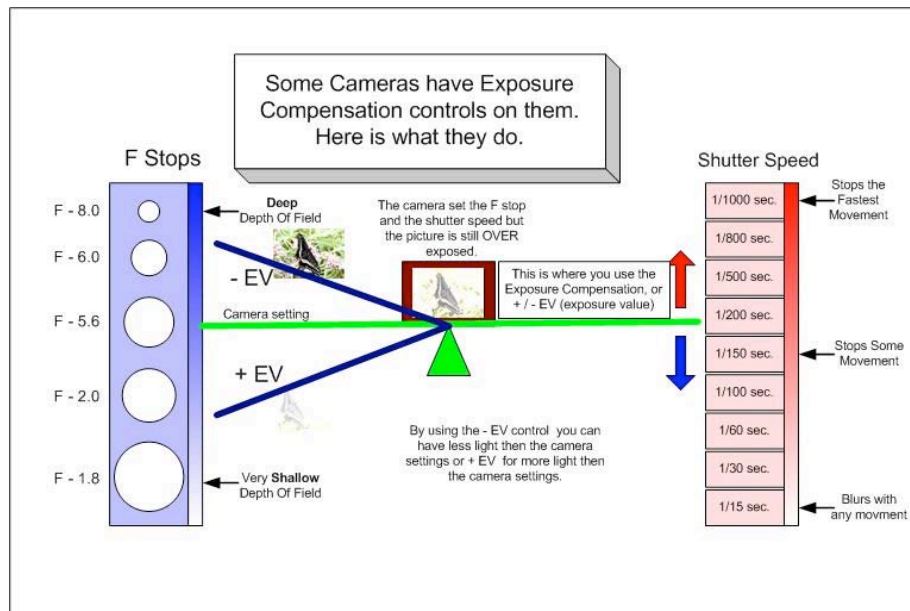 Some Cameras have Exposure
Compensation controls on them.
Here is what they do.
F Stops
F - 8.0
F - 6.0
F - 5.6
F - 2.0
F - 1.8
Deep
Depth Of Field
- EV
Camera setting
+ EV
Very Shallow
Depth Of Field
The camera set the F stop
and the shutter speed but
the picture is still OVER
exposed.
This is where you use the
Exposure Compensation, or
+ / - EV (exposure value)
By using the - EV control you can
have less light then the camera
settings or + EV for more light then
the camera settings.
Shutter Speed
1/1000 sec.
1/800 sec.
1/500 sec.
1/200 sec.
1/150 sec.
1/100 sec.
1/60 sec.
1/30 sec.
1/15 sec.
Stops the
Fastest
Movement
Stops Some
Movement
Blurs with
any movment